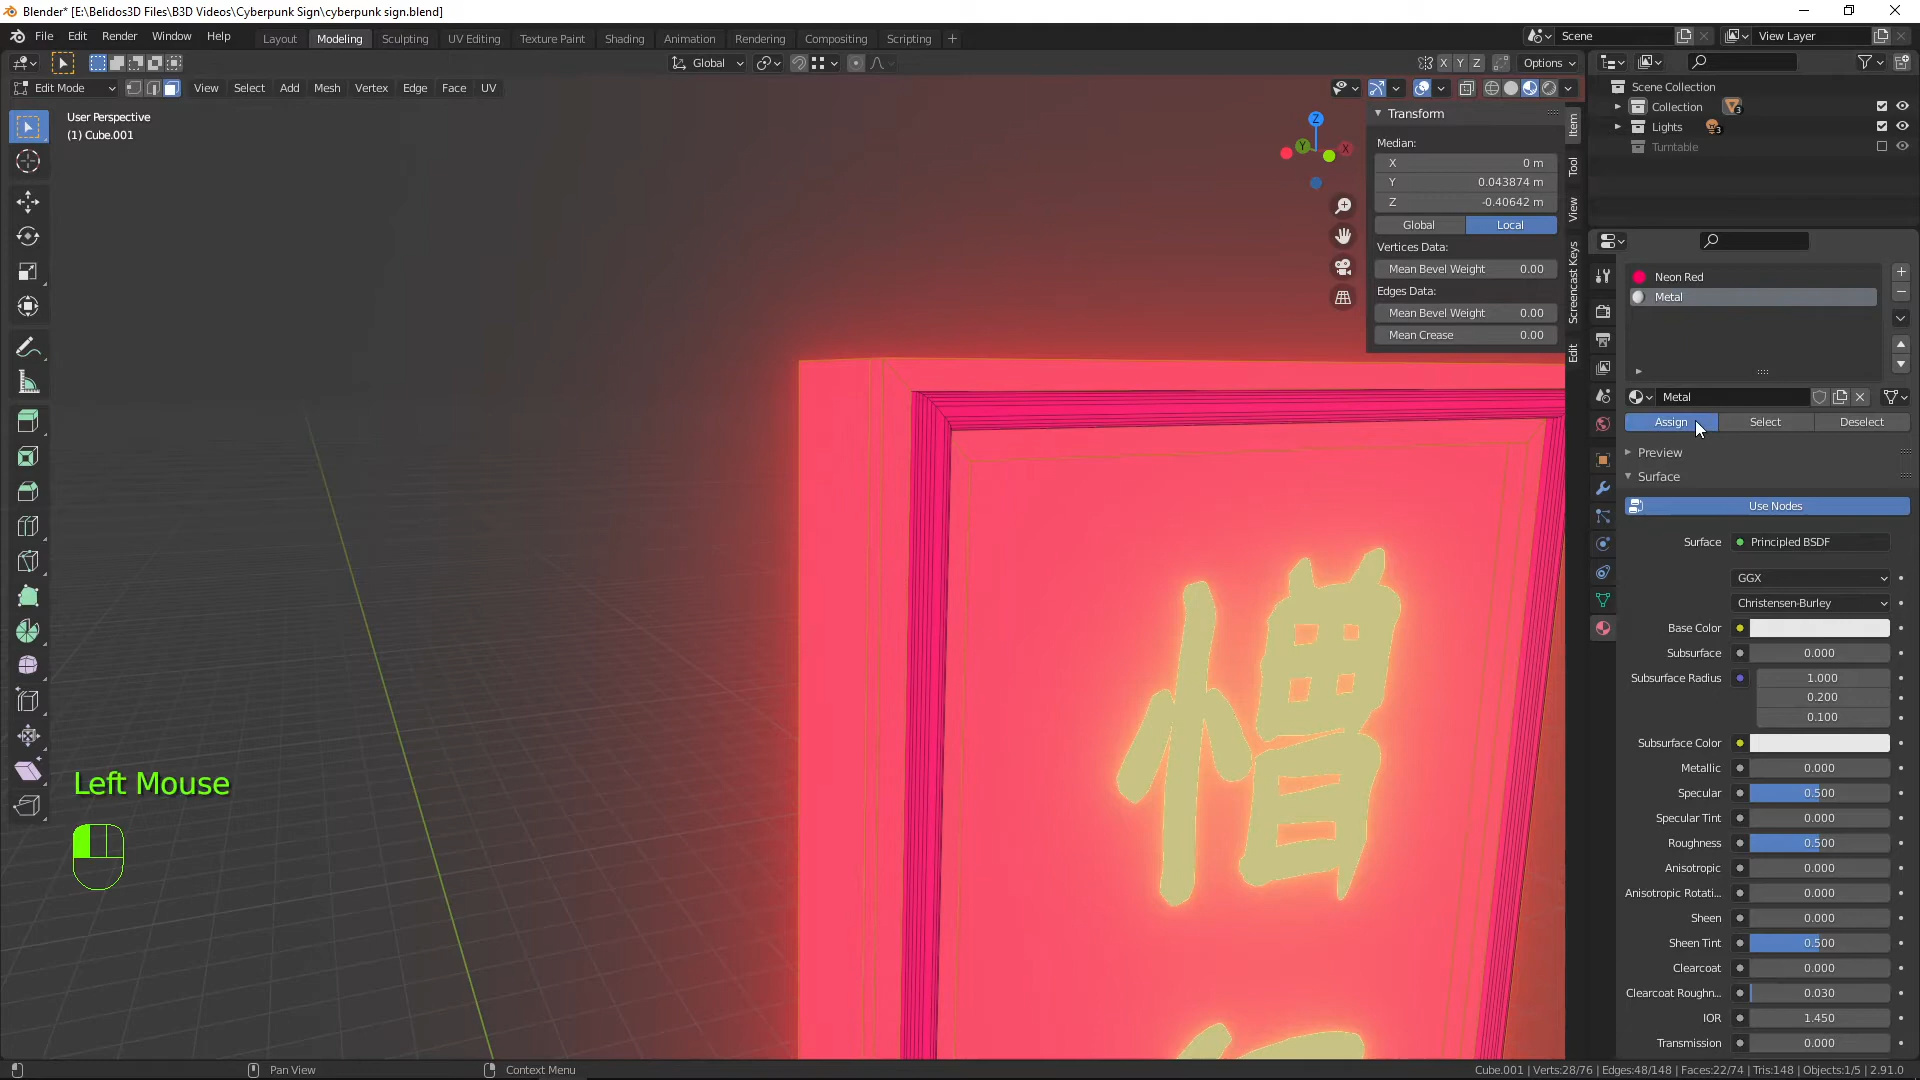 Blender* [E:\Belidos3D Files\B3D Videos\Cyberpunk Sign\cyberpunk sign.blend]
File Edit Render Window Help
Layout Modeling Sculpting UV Editing Texture Paint Shading Animation Rendering Compositing Scripting +
Scene
View Layer
Global
X Y Z
Options
Edit Mode
View Select Add Mesh Vertex Edge Face UV
User Perspective
(1) Cube.001
Z
Y
X
Transform
Median:
X 0 m
Y 0.043874 m
Z -0.40642 m
Global Local
Vertices Data:
Mean Bevel Weight 0.00
Edges Data:
Mean Bevel Weight 0.00
Mean Crease 0.00
Item
Tool
View
Screencast Keys
Edit
Scene Collection
Collection 3
Lights 3
Turntable
Neon Red
Metal
Metal
Assign Select Deselect
Preview
Surface
Use Nodes
Surface Principled BSDF
GGX
Christensen-Burley
Base Color
Subsurface 0.000
Subsurface Radius 1.000
0.200
0.100
Subsurface Color
Metallic 0.000
Specular 0.500
Specular Tint 0.000
Roughness 0.500
Anisotropic 0.000
Anisotropic Rotati... 0.000
Sheen 0.000
Sheen Tint 0.500
Clearcoat 0.000
Clearcoat Roughn... 0.030
IOR 1.450
Transmission 0.000
Left Mouse
Pan View
Context Menu
Cube.001 | Verts:28/76 | Edges:48/148 | Faces:22/74 | Tris:148 | Objects:1/5 | 2.91.0